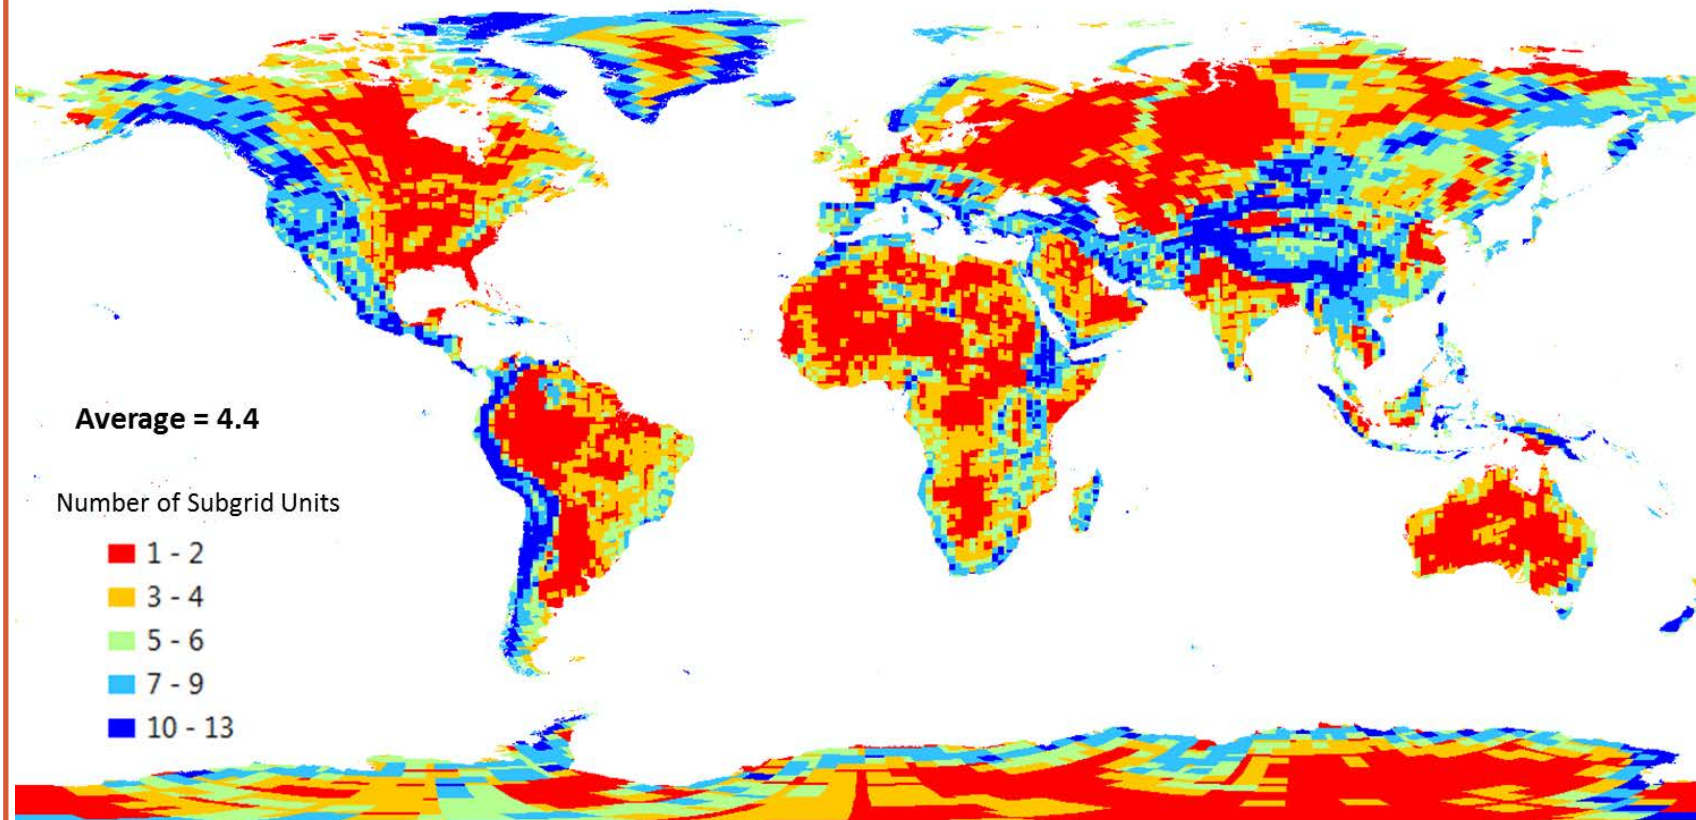 Average = 4.4
Number of Subgrid Units
1 - 2
3 - 4
5 - 6
7 - 9
10 - 13